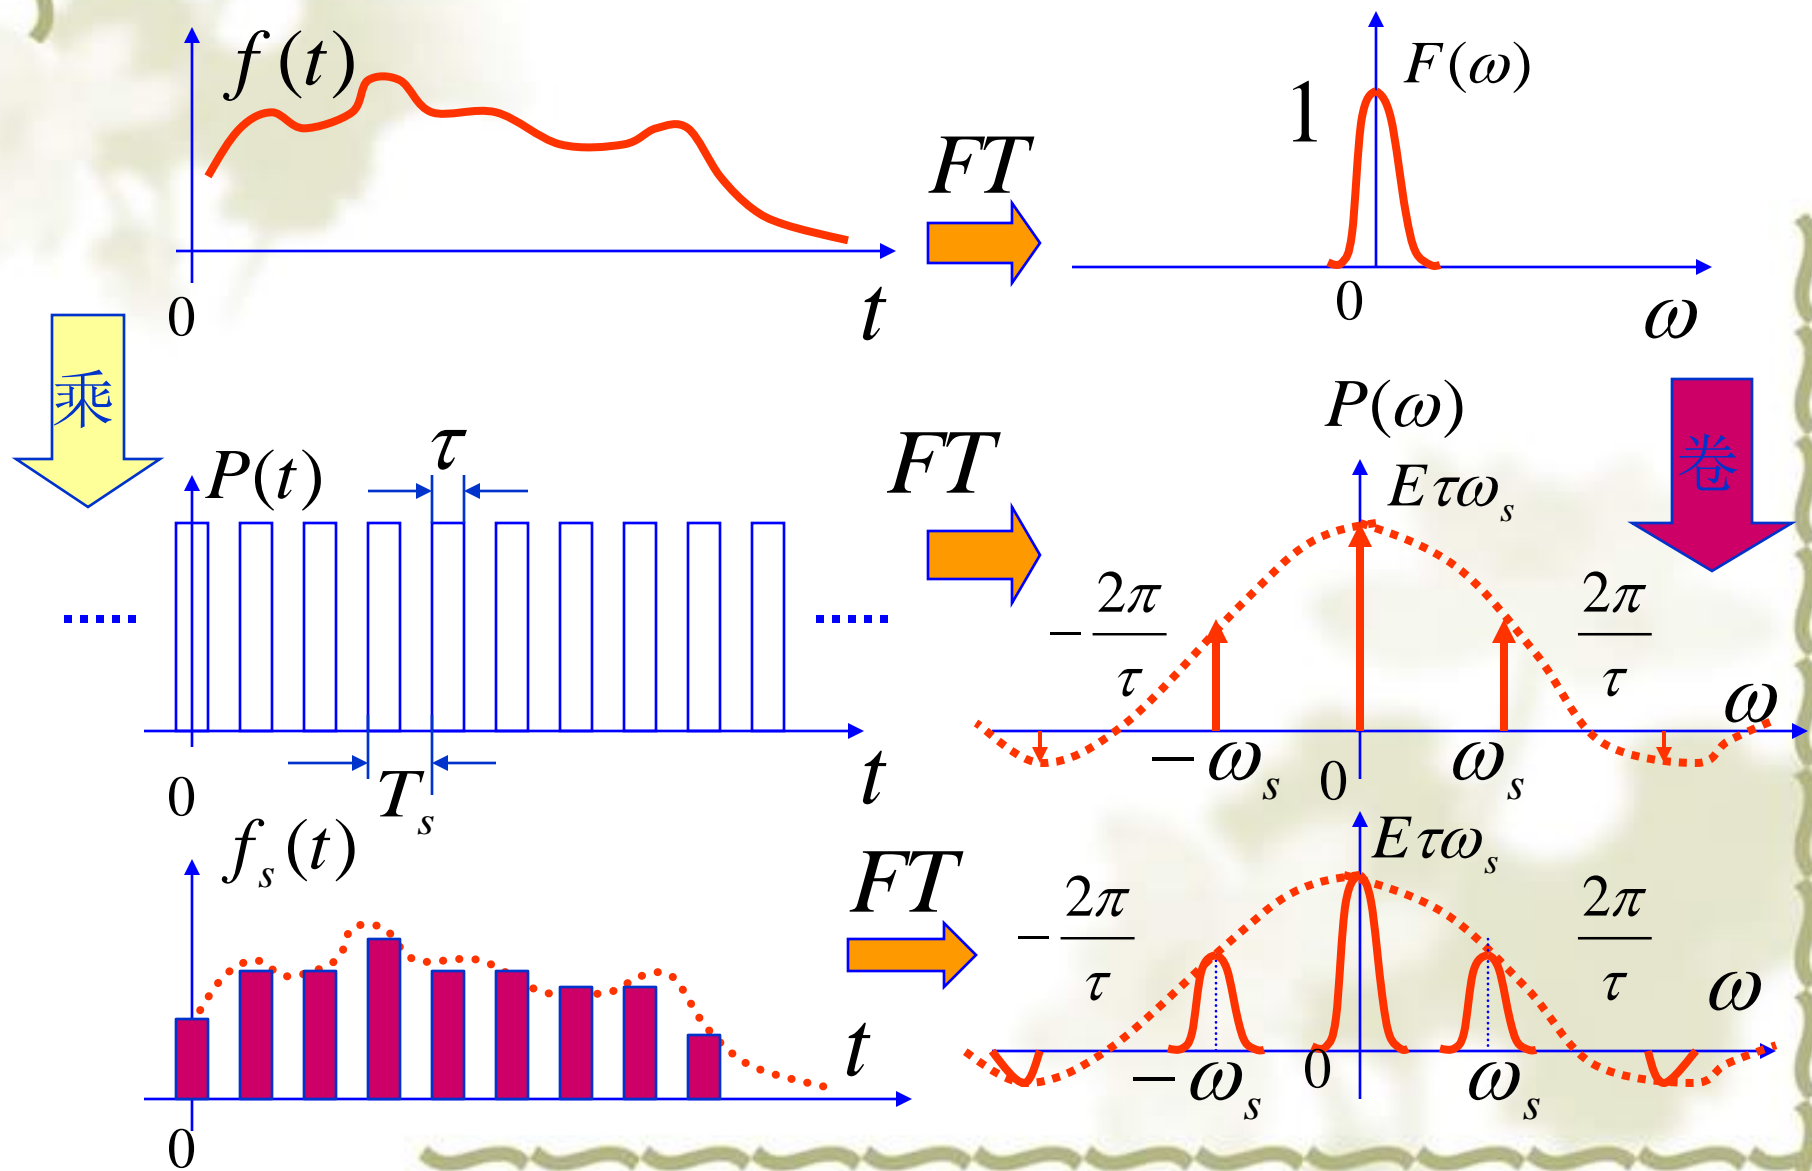 f(t)
F(ω)
1
FT
0
t
0
ω
乘
P(ω)
卷
τ
P(t)
FT
Eτω_s
-2π/τ
2π/τ
ω
-ω_s
0
ω_s
0
T_s
t
f_s(t)
FT
Eτω_s
-2π/τ
2π/τ
ω
t
-ω_s
0
ω_s
0